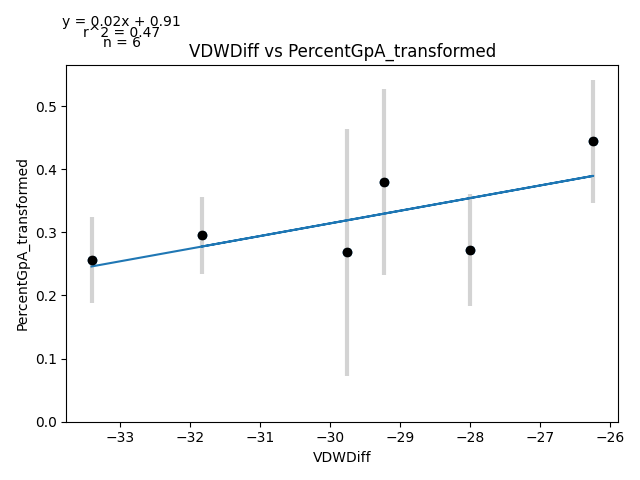 y = 0.02x + 0.91
r^2 = 0.47
n = 6
VDWDiff vs PercentGpA_transformed
0.5
0.4
0.3
0.2
0.1
0.0
PercentGpA_transformed
−33 −32 −31 −30 −29 −28 −27 −26
VDWDiff